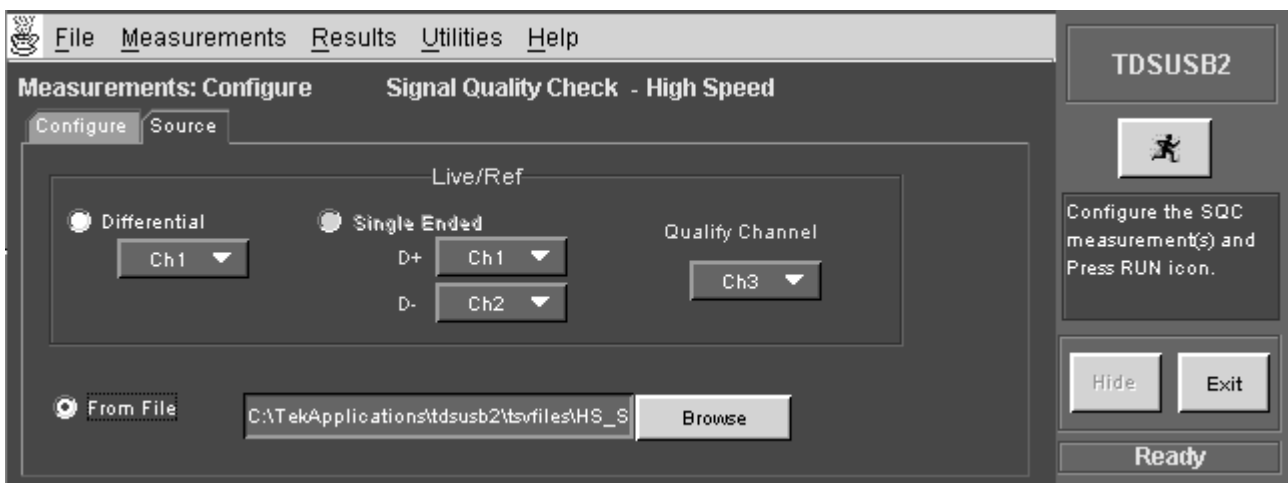 File Measurements Results Utilities Help
Measurements: Configure Signal Quality Check - High Speed
Configure Source
Live/Ref
Differential
Ch1
Single Ended
D+ Ch1
D- Ch2
Qualify Channel
Ch3
From File C:\TekApplications\tdsusb2\tsvfiles\HS_S Browse
TDSUSB2
Configure the SQC
measurement(s) and
Press RUN icon.
Hide Exit
Ready